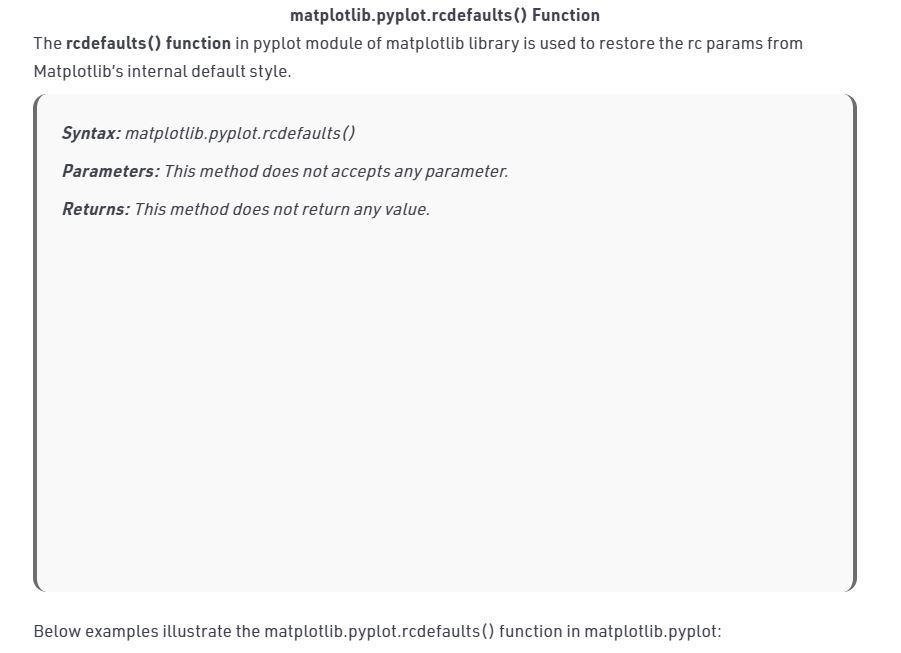 matplotlib.pyplot.rcdefaults() Function
The rcdefaults() function in pyplot module of matplotlib library is used to restore the rc params from
Matplotlib's internal default style.
Syntax: matplotlib.pyplot.rcdefaults()
Parameters: This method does not accepts any parameter.
Returns: This method does not return any value.
Below examples illustrate the matplotlib.pyplot.rcdefaults() function in matplotlib.pyplot: